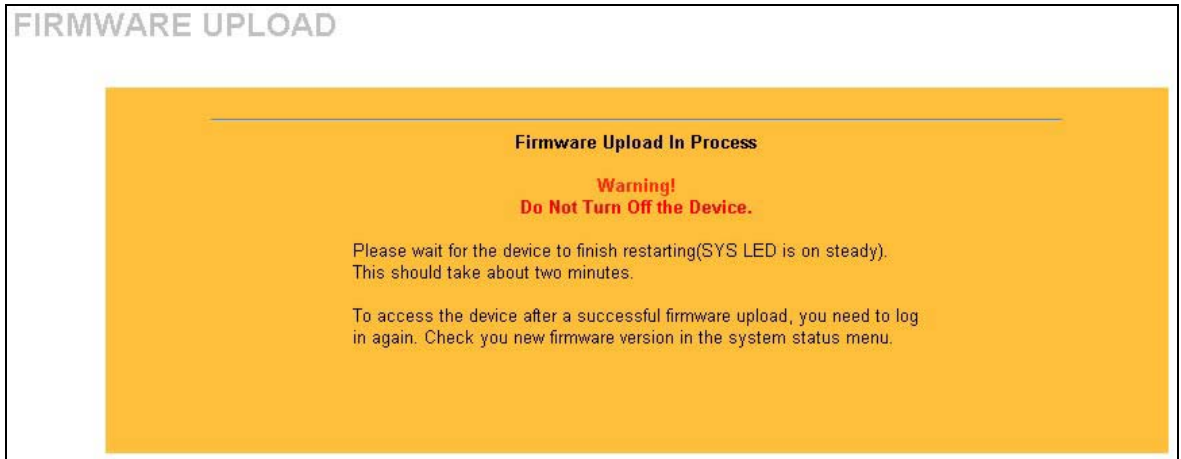 FIRMWARE UPLOAD
Firmware Upload In Process
Warning!
Do Not Turn Off the Device.
Please wait for the device to finish restarting(SYS LED is on steady).
This should take about two minutes.
To access the device after a successful firmware upload, you need to log
in again. Check you new firmware version in the system status menu.